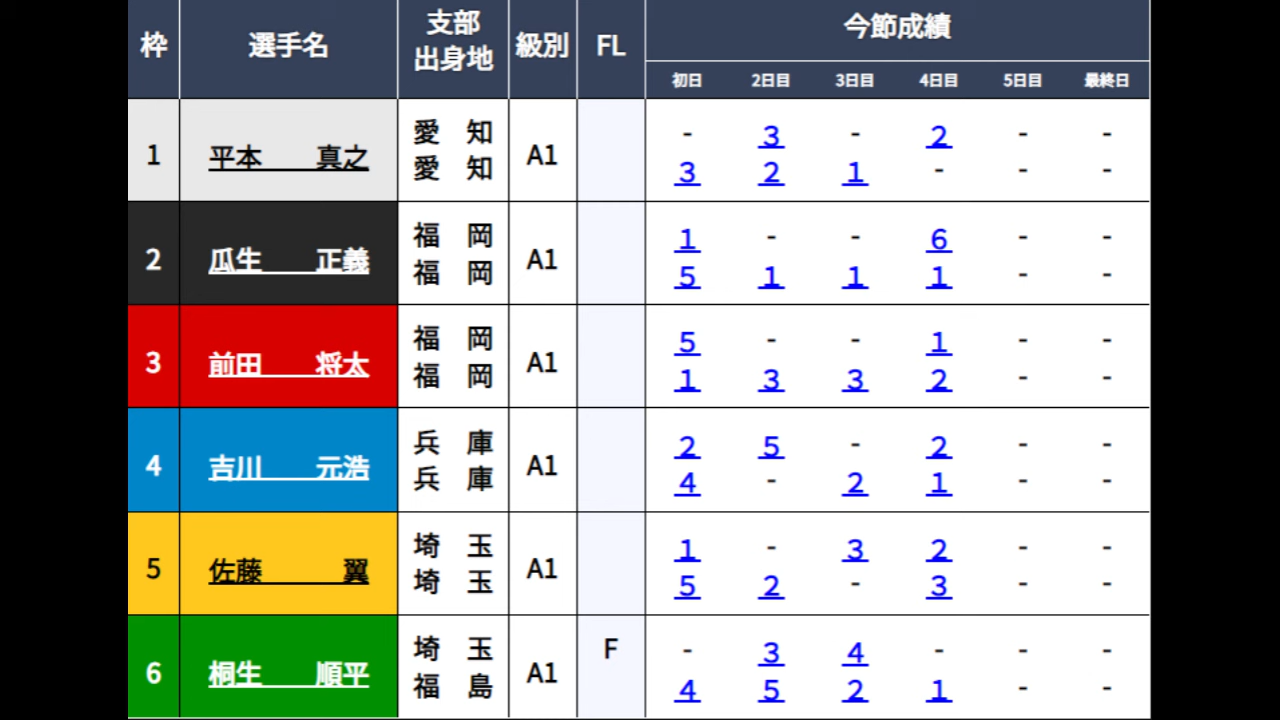 枠 選手名 支部 出身地 級別 FL 今節成績
初日 2日目 3日目 4日目 5日目 最終日
- 3 - 2 - -
1 平本 真之 愛 知 愛 知 A1
3 2 1 - - -
1 - - 6 - -
2 瓜生 正義 福 岡 福 岡 A1
5 1 1 1 - -
5 - - 1 - -
3 前田 将太 福 岡 福 岡 A1
1 3 3 2 - -
2 5 - 2 - -
4 吉川 元浩 兵 庫 兵 庫 A1
4 - 2 1 - -
1 - 3 2 - -
5 佐藤 翼 埼 玉 埼 玉 A1
5 2 - 3 - -
- 3 4 - - -
6 桐生 順平 埼 玉 福 島 A1 F
4 5 2 1 - -